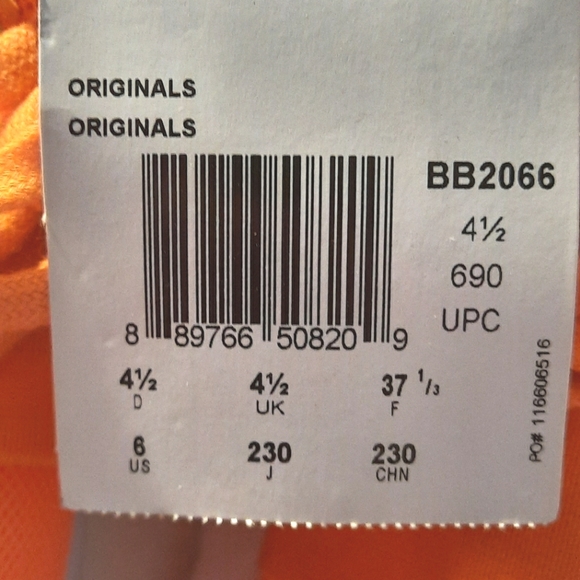 ORIGINALS
ORIGINALS
BB2066
4½
690
UPC
8 89766 50820 9
4½ 4½ 37 1/3
D UK F
6 230 230
US J CHN
PO# 116606516